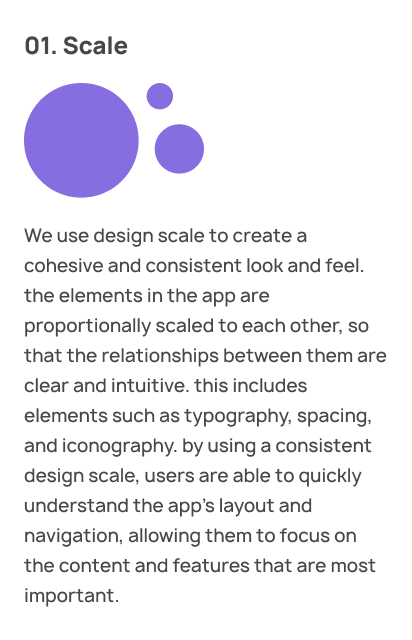 01. Scale
We use design scale to create a
cohesive and consistent look and feel.
the elements in the app are
proportionally scaled to each other, so
that the relationships between them are
clear and intuitive. this includes
elements such as typography, spacing,
and iconography. by using a consistent
design scale, users are able to quickly
understand the app’s layout and
navigation, allowing them to focus on
the content and features that are most
important.